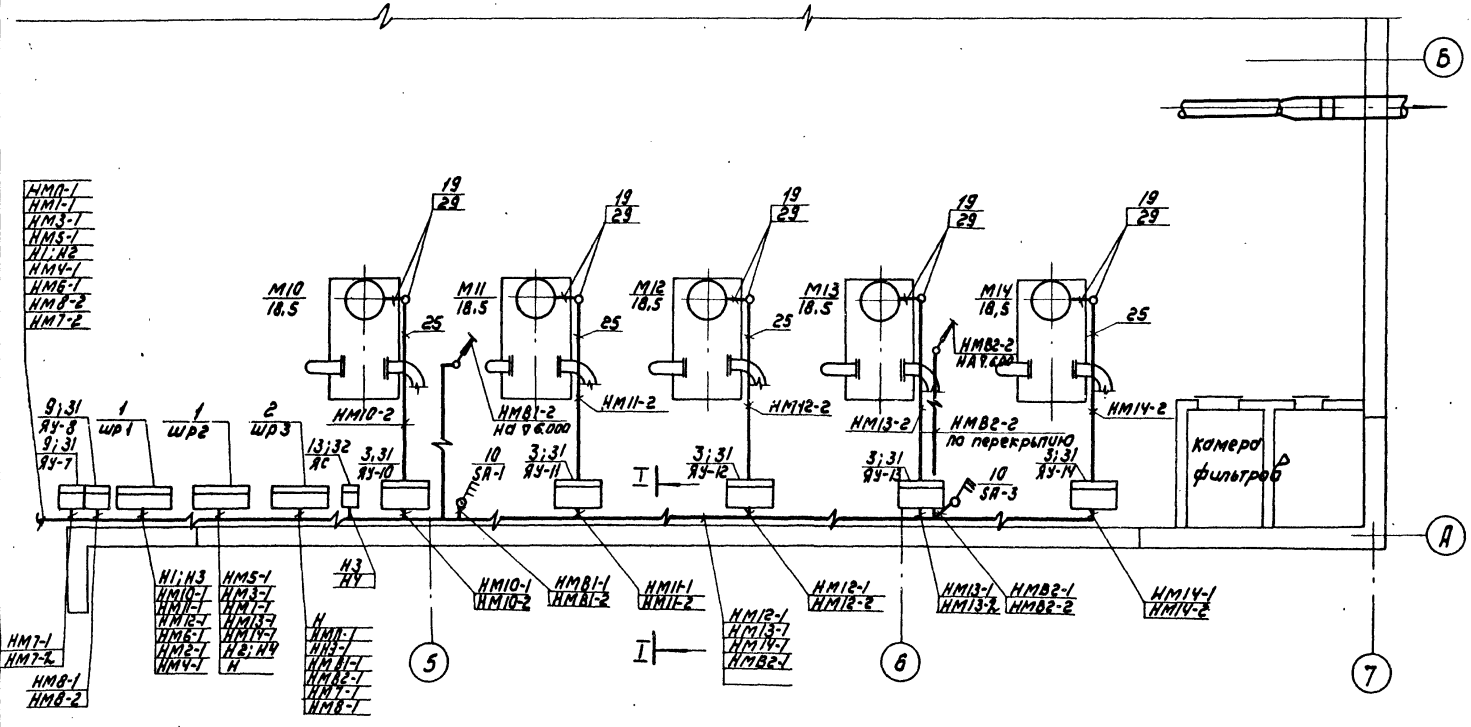 Б
НМП-1
НМ1-1
НМ3-1
НМ5-1
Н1; Н2
НМ4-1
НМ6-1
НМ8-2
НМ7-2
19
29
19
29
19
29
19
29
19
29
М10
18,5
М11
18.5
М12
18.5
М13
18.5
М14
18,5
25
25
25
25
НМВ2-2
НМ10-2
НМВ1-2
На ▽ 6.000
НМ11-2
НМ12-2
НМ13-2
НМВ2-2
по перекрытию
НМ14-2
9; 31
ЯУ-8
9; 31
ЯУ-7
1
ШР1
1
ШР2
2
ШР3
13; 32
ЯС
3,31
ЯУ-10
10
SA-1
3; 31
ЯУ-11
I
3; 31
ЯУ-12
3; 31
ЯУ-13
10
SA-3
3; 31
ЯУ-14
камера
фильтров
А
Н1; Н3
НМ10-1
НМ11-1
НМ12-1
НМ6-1
НМ2-1
НМ4-1
НМ5-1
НМ3-1
НМ1-1
НМ13-1
НМ14-1
Н2; Н4
Н
Н3
Н4
Н
НМП-1
НМВ1-1
НМВ2-1
НМ7-1
НМ8-1
НМ10-1
НМ10-2
НМВ1-1
НМВ1-2
НМ11-1
НМ11-2
НМ12-1
НМ13-1
НМ14-1
НМВ2-1
НМ12-1
НМ12-2
НМ13-1
НМ13-2
НМВ2-1
НМВ2-2
НМ14-1
НМ14-2
НМ7-1
НМ7-2
НМ8-1
НМ8-2
5
I
6
7